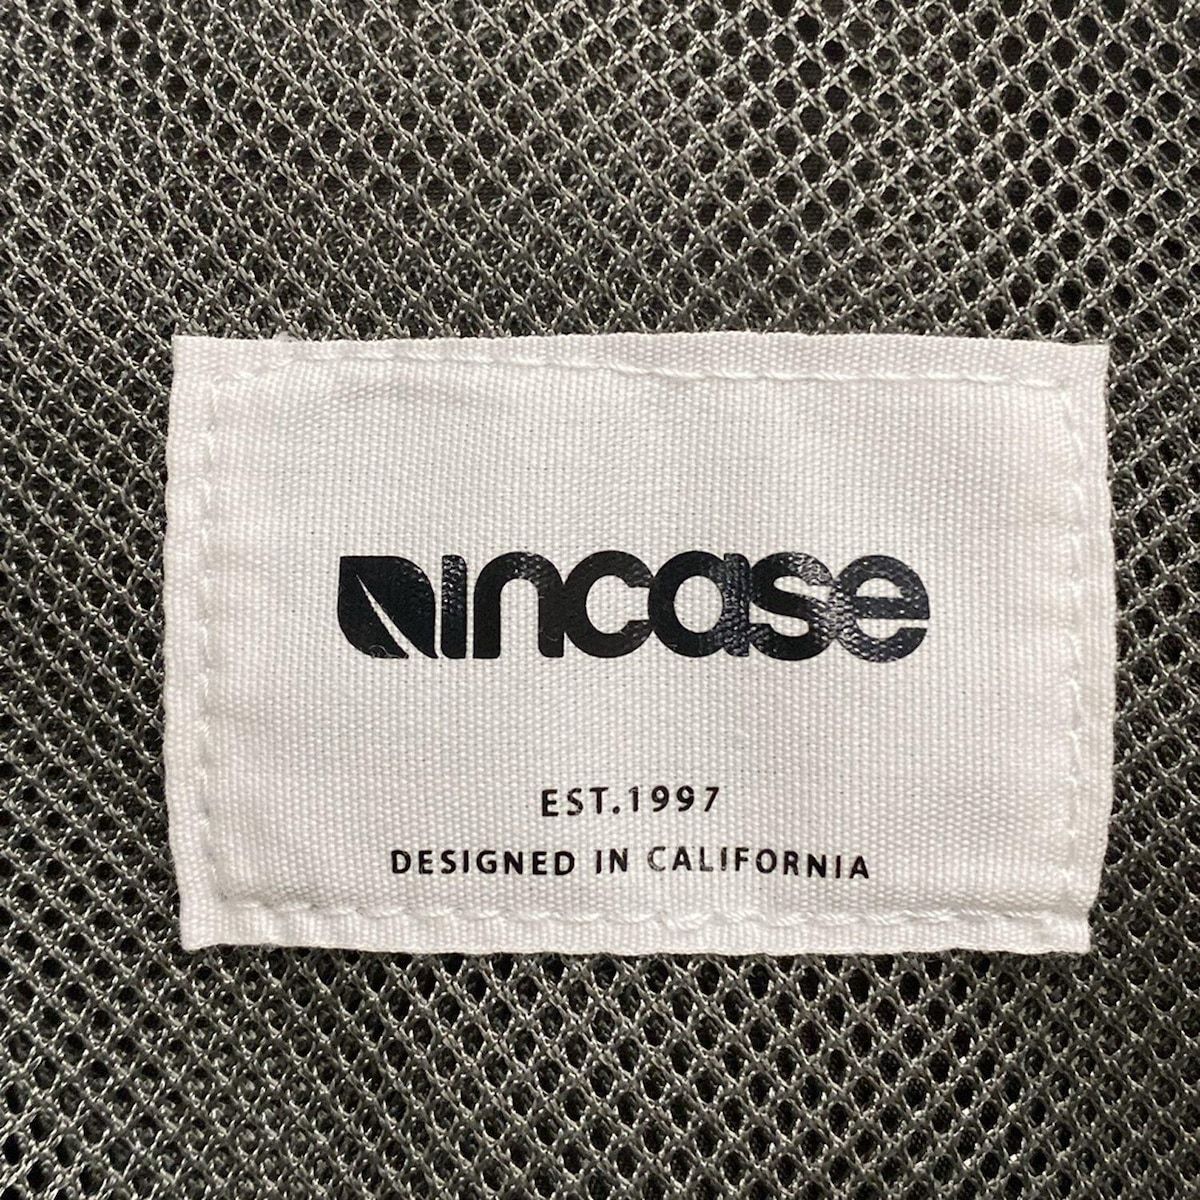 incase
EST.1997
DESIGNED IN CALIFORNIA